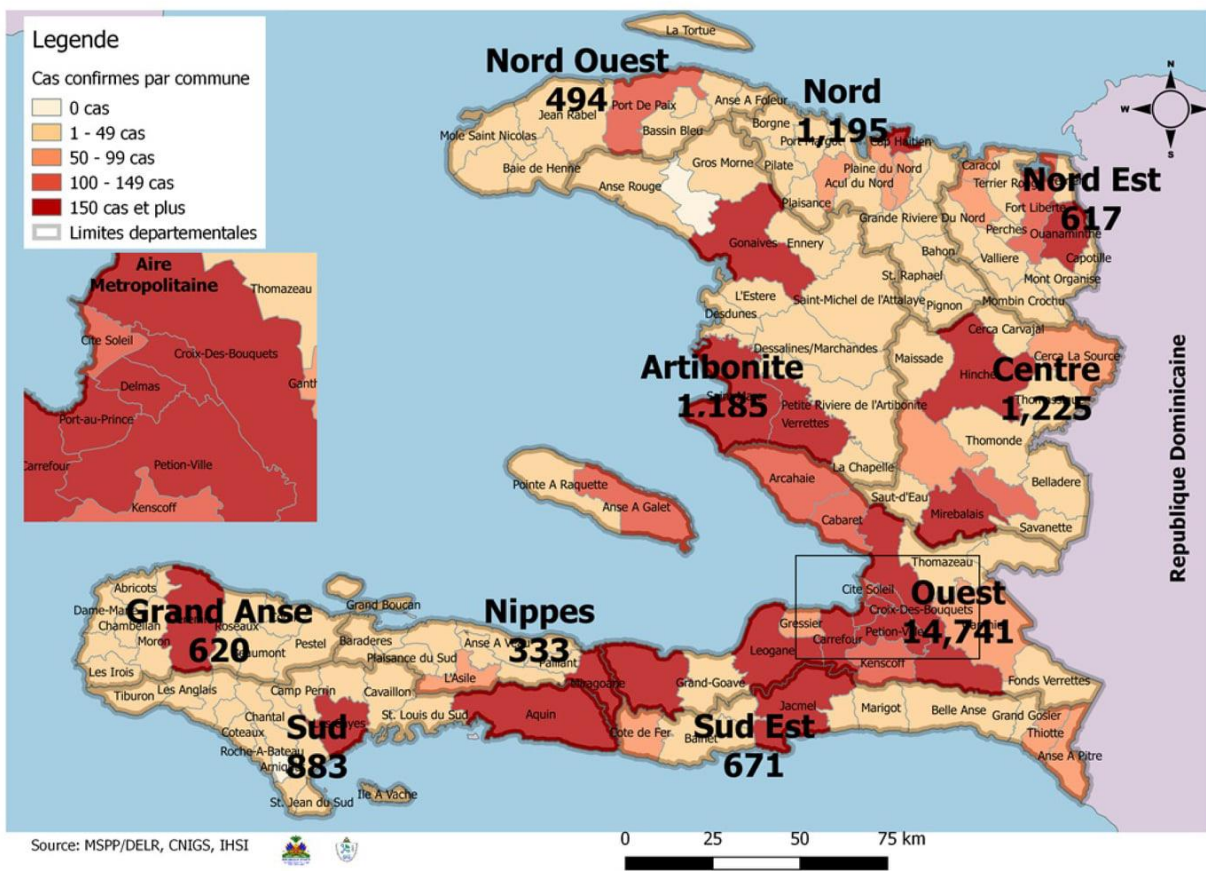 Legende
Cas confirmes par commune
0 cas
1 - 49 cas
50 - 99 cas
100 - 149 cas
150 cas et plus
Limites departementales
Aire
Metropolitaine
Thomazeau
Cite Soleil
Croix-Des-Bouquets
Ganth
Delmas
Port-au-Prince
Carrefour
Petion-Ville
Kenscoff
N
W
E
S
La Tortue
Nord Ouest
494
Port De Paix
Jean Rabel
Anse A Foleur
Mole Saint Nicolas
Bassin Bleu
Baie de Henne
Nord
1,195
Borgne
Port Margot
Cap Haitien
Pilate
Plaine du Nord
Acul du Nord
Plaisance
Grande Riviere Du Nord
Bahon
St. Raphael
Pignon
Nord Est
617
Caracol
Terrier Rouge
Fort Liberte
Perches
Ouanaminthe
Capotille
Valliere
Mont Organise
Mombin Crochu
Gros Morne
Anse Rouge
Gonaives
Ennery
L'Estere
Saint-Michel de l'Attalaye
Desdunes
Dessalines/Marchandes
Artibonite
1,185
Petite Riviere de l'Artibonite
Verrettes
La Chapelle
Cerca Carvajal
Maissade
Cerca La Source
Hinche
Centre
1,225
Thomonde
Belladere
Saut-d'Eau
Mirebalais
Savanette
Republique Dominicaine
Pointe A Raquette
Anse A Galet
Arcahaie
Cabaret
Thomazeau
Cite Soleil
Ouest
14,741
Croix-Des-Bouquets
Gressier
Petion-Ville
Carrefour
Leogane
Kenscoff
Grand-Goave
Fonds Verrettes
Abricots
Dame-Marie
Grand Anse
620
Chambellan
Roseaux
Moron
Beaumont
Pestel
Les Irois
Grand Boucan
Nippes
333
Baraderes
Anse A Veau
Plaisance du Sud
Paillant
L'Asile
Miragoane
Tiburon
Les Anglais
Camp Perrin
Cavaillon
Aquin
Chantal
St. Louis du Sud
Coteaux
Sud
883
Les Cayes
Roche-A-Bateau
St. Jean du Sud
Ile A Vache
Cote de Fer
Bainet
Sud Est
671
Jacmel
Marigot
Belle Anse
Grand Gosier
Thiotte
Anse A Pitre
Source: MSPP/DELR, CNIGS, IHSI
0 25 50 75 km